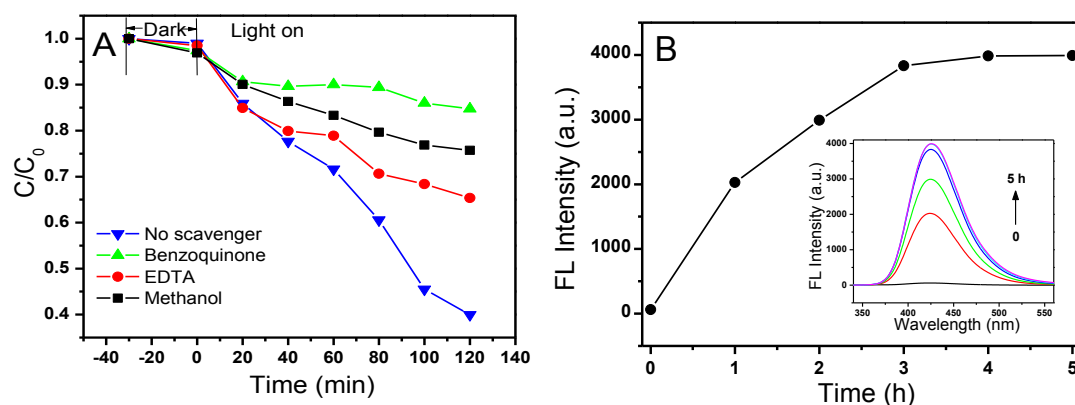 A
Dark
Light on
1.0
0.9
0.8
0.7
0.6
0.5
0.4
C/C0
No scavenger
Benzoquinone
EDTA
Methanol
-40 -20 0 20 40 60 80 100 120 140
Time (min)
B
4000
3000
2000
4000
0
FL Intensity (a.u.)
0 1 2 3 4 5
Time (h)
4000
3000
2000
1000
0
FL Intensity (a.u.)
5 h
0
350 400 450 500 550
Wavelength (nm)